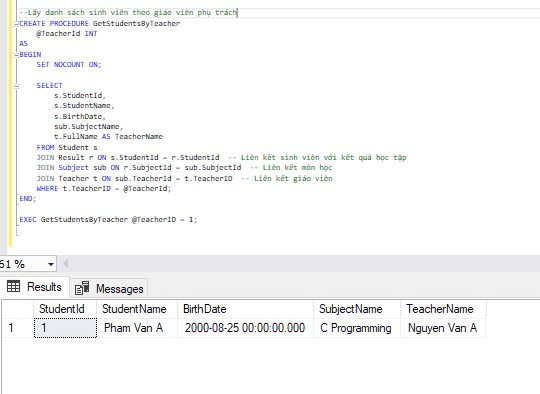 --Lấy danh sách sinh viên theo giáo viên phụ trách
CREATE PROCEDURE GetStudentsByTeacher
@TeacherId INT
AS
BEGIN
SET NOCOUNT ON;
SELECT
s.StudentId,
s.StudentName,
s.BirthDate,
sub.SubjectName,
t.FullName AS TeacherName
FROM Student s
JOIN Result r ON s.StudentId = r.StudentId -- Liên kết sinh viên với kết quả học tập
JOIN Subject sub ON r.SubjectId = sub.SubjectId -- Liên kết môn học
JOIN Teacher t ON sub.TeacherId = t.TeacherID -- Liên kết giáo viên
WHERE t.TeacherID = @TeacherId;
END;
EXEC GetStudentsByTeacher @TeacherID = 1;
61 %
Results Messages
StudentId StudentName BirthDate SubjectName TeacherName
1 1 Pham Van A 2000-08-25 00:00:00.000 C Programming Nguyen Van A